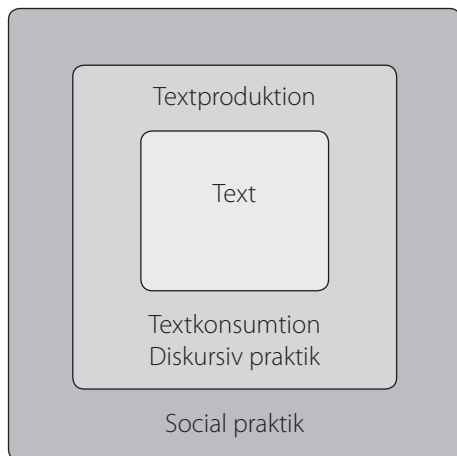 Textproduktion
Text
Textkonsumtion
Diskursiv praktik
Social praktik